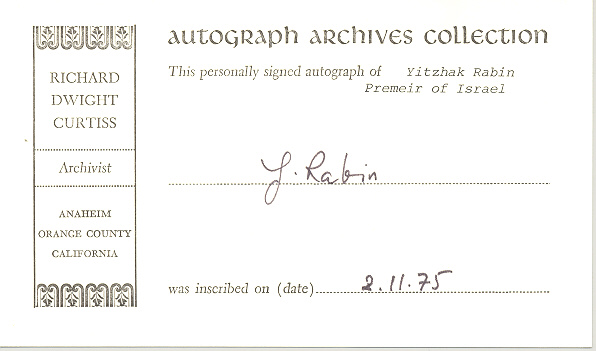 autograph archives collection
RICHARD
DWIGHT
CURTISS
Archivist
ANAHEIM
ORANGE COUNTY
CALIFORNIA
This personally signed autograph of Yitzhak Rabin
Premeir of Israel
Y. Rabin
was inscribed on (date) 2.11.75